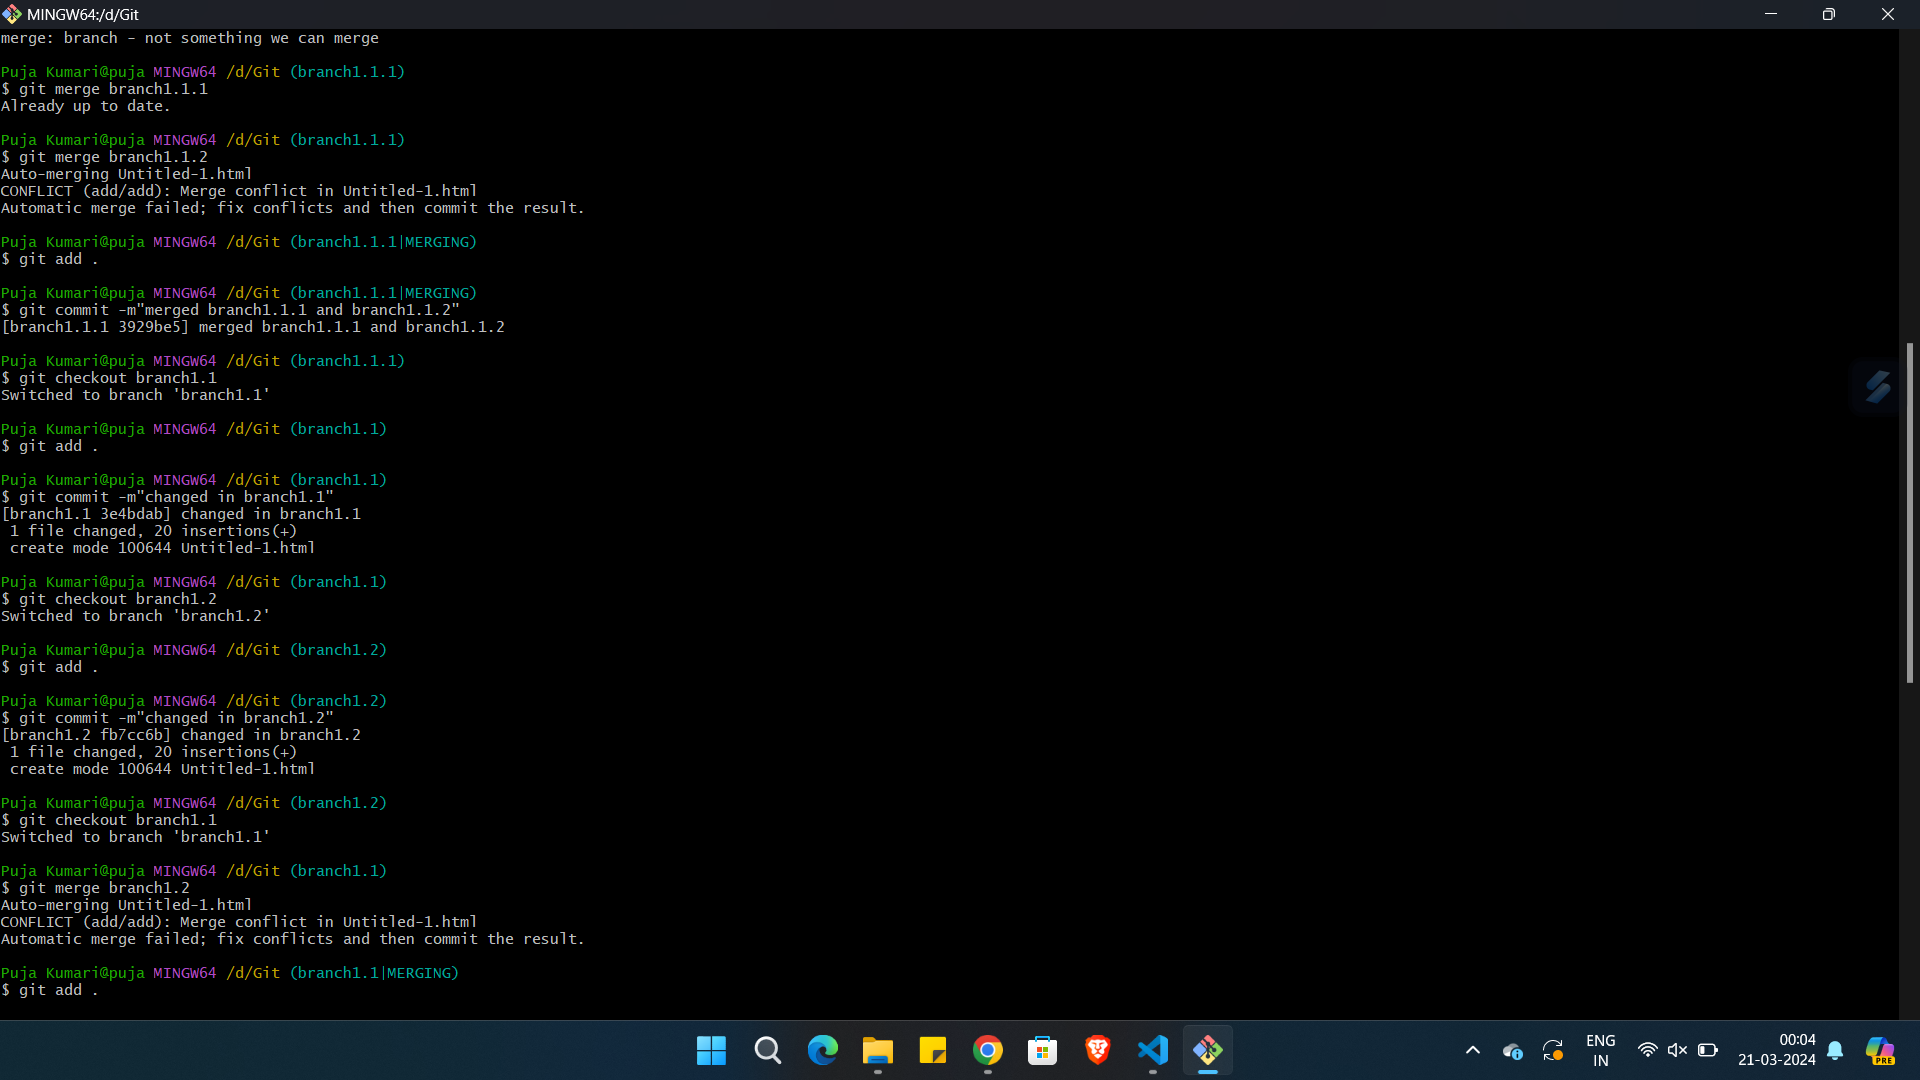 MINGW64:/d/Git
merge: branch - not something we can merge
Puja Kumari@puja MINGW64 /d/Git (branch1.1.1)
$ git merge branch1.1.1
Already up to date.
Puja Kumari@puja MINGW64 /d/Git (branch1.1.1)
$ git merge branch1.1.2
Auto-merging Untitled-1.html
CONFLICT (add/add): Merge conflict in Untitled-1.html
Automatic merge failed; fix conflicts and then commit the result.
Puja Kumari@puja MINGW64 /d/Git (branch1.1.1|MERGING)
$ git add .
Puja Kumari@puja MINGW64 /d/Git (branch1.1.1|MERGING)
$ git commit -m"merged branch1.1.1 and branch1.1.2"
[branch1.1.1 3929be5] merged branch1.1.1 and branch1.1.2
Puja Kumari@puja MINGW64 /d/Git (branch1.1.1)
$ git checkout branch1.1
Switched to branch 'branch1.1'
Puja Kumari@puja MINGW64 /d/Git (branch1.1)
$ git add .
Puja Kumari@puja MINGW64 /d/Git (branch1.1)
$ git commit -m"changed in branch1.1"
[branch1.1 3e4bdab] changed in branch1.1
1 file changed, 20 insertions(+)
create mode 100644 Untitled-1.html
Puja Kumari@puja MINGW64 /d/Git (branch1.1)
$ git checkout branch1.2
Switched to branch 'branch1.2'
Puja Kumari@puja MINGW64 /d/Git (branch1.2)
$ git add .
Puja Kumari@puja MINGW64 /d/Git (branch1.2)
$ git commit -m"changed in branch1.2"
[branch1.2 fb7cc6b] changed in branch1.2
1 file changed, 20 insertions(+)
create mode 100644 Untitled-1.html
Puja Kumari@puja MINGW64 /d/Git (branch1.2)
$ git checkout branch1.1
Switched to branch 'branch1.1'
Puja Kumari@puja MINGW64 /d/Git (branch1.1)
$ git merge branch1.2
Auto-merging Untitled-1.html
CONFLICT (add/add): Merge conflict in Untitled-1.html
Automatic merge failed; fix conflicts and then commit the result.
Puja Kumari@puja MINGW64 /d/Git (branch1.1|MERGING)
$ git add .
ENG
IN
00:04
21-03-2024
PRE